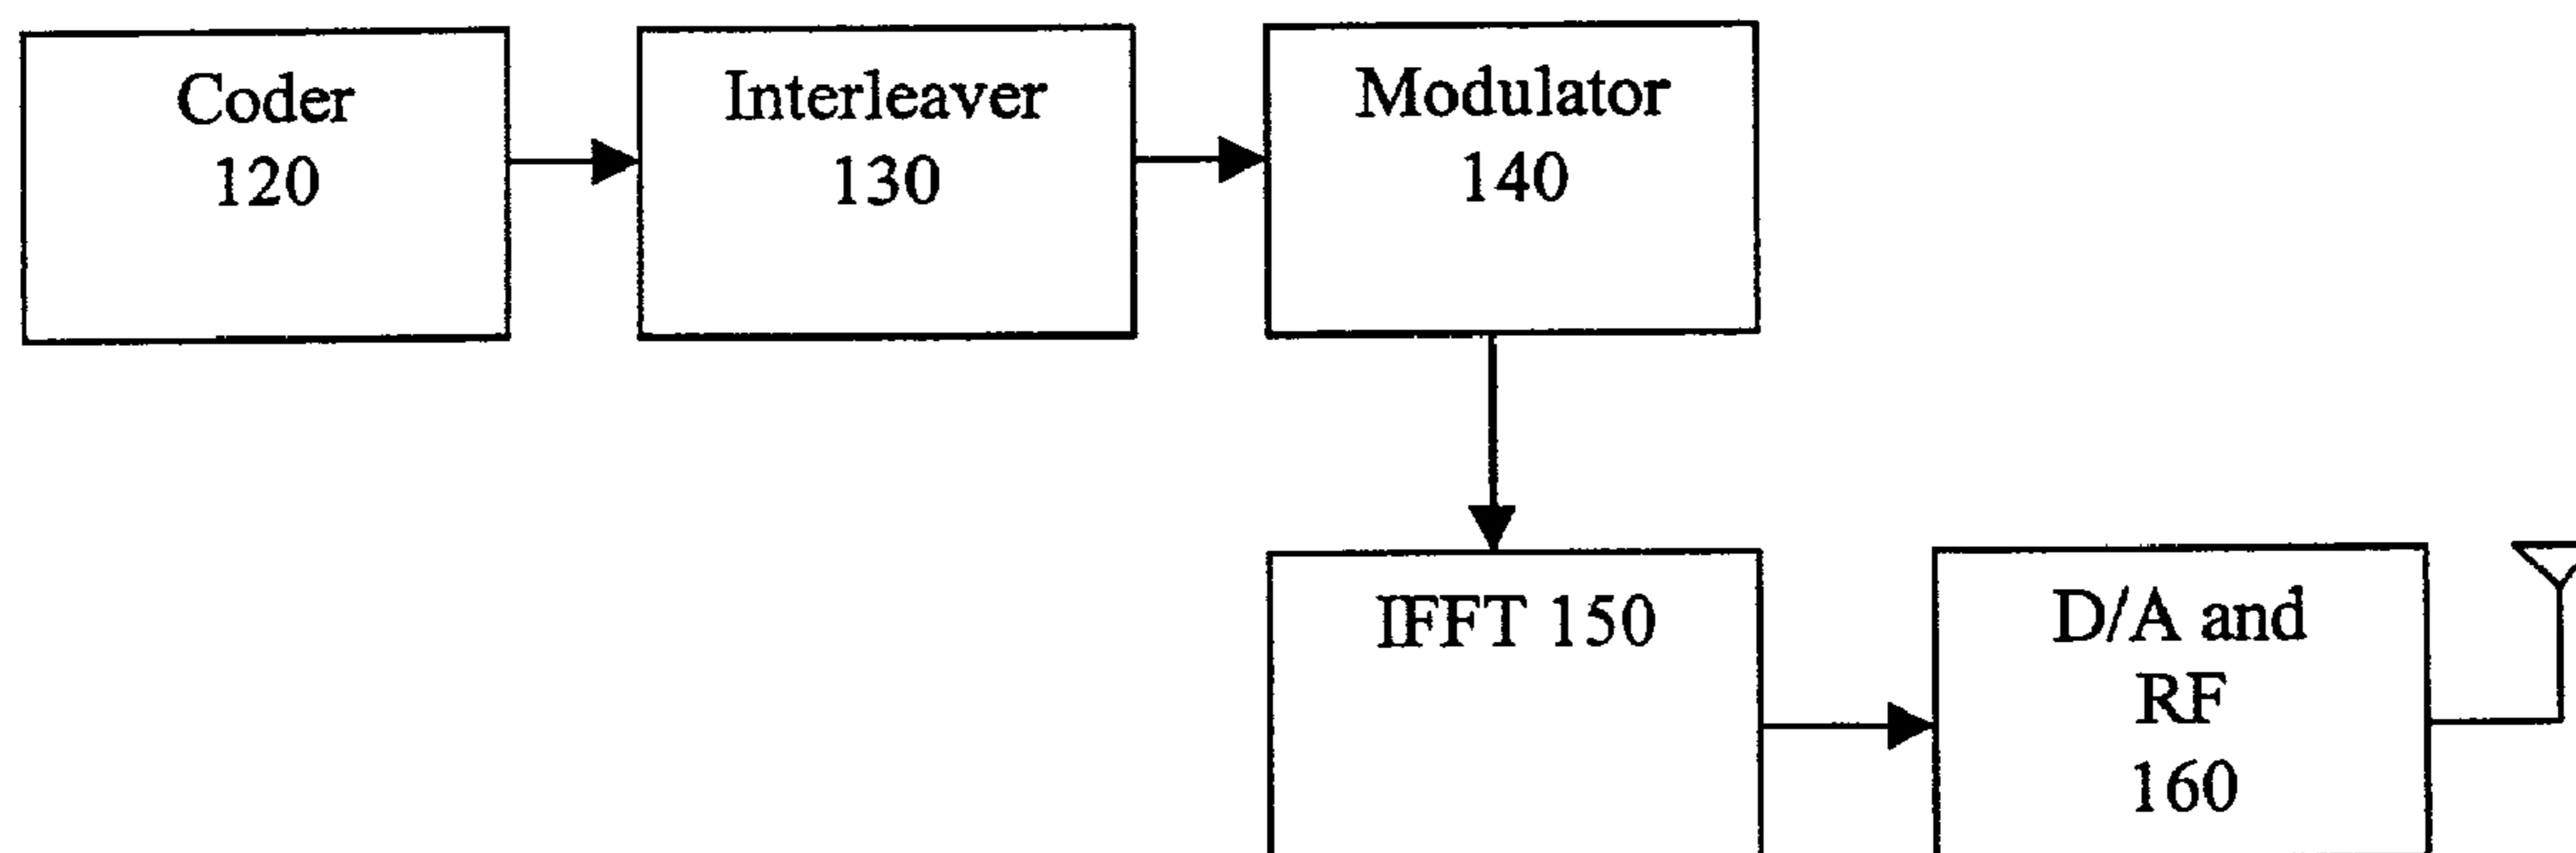 Coder
120
Interleaver
130
Modulator
140
IFFT 150
D/A and
RF
160